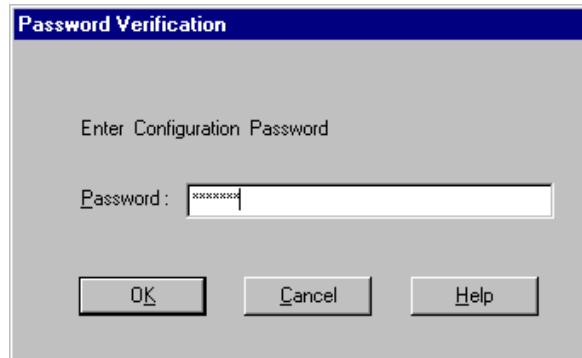 Password Verification
Enter Configuration Password
Password: *******
OK Cancel Help